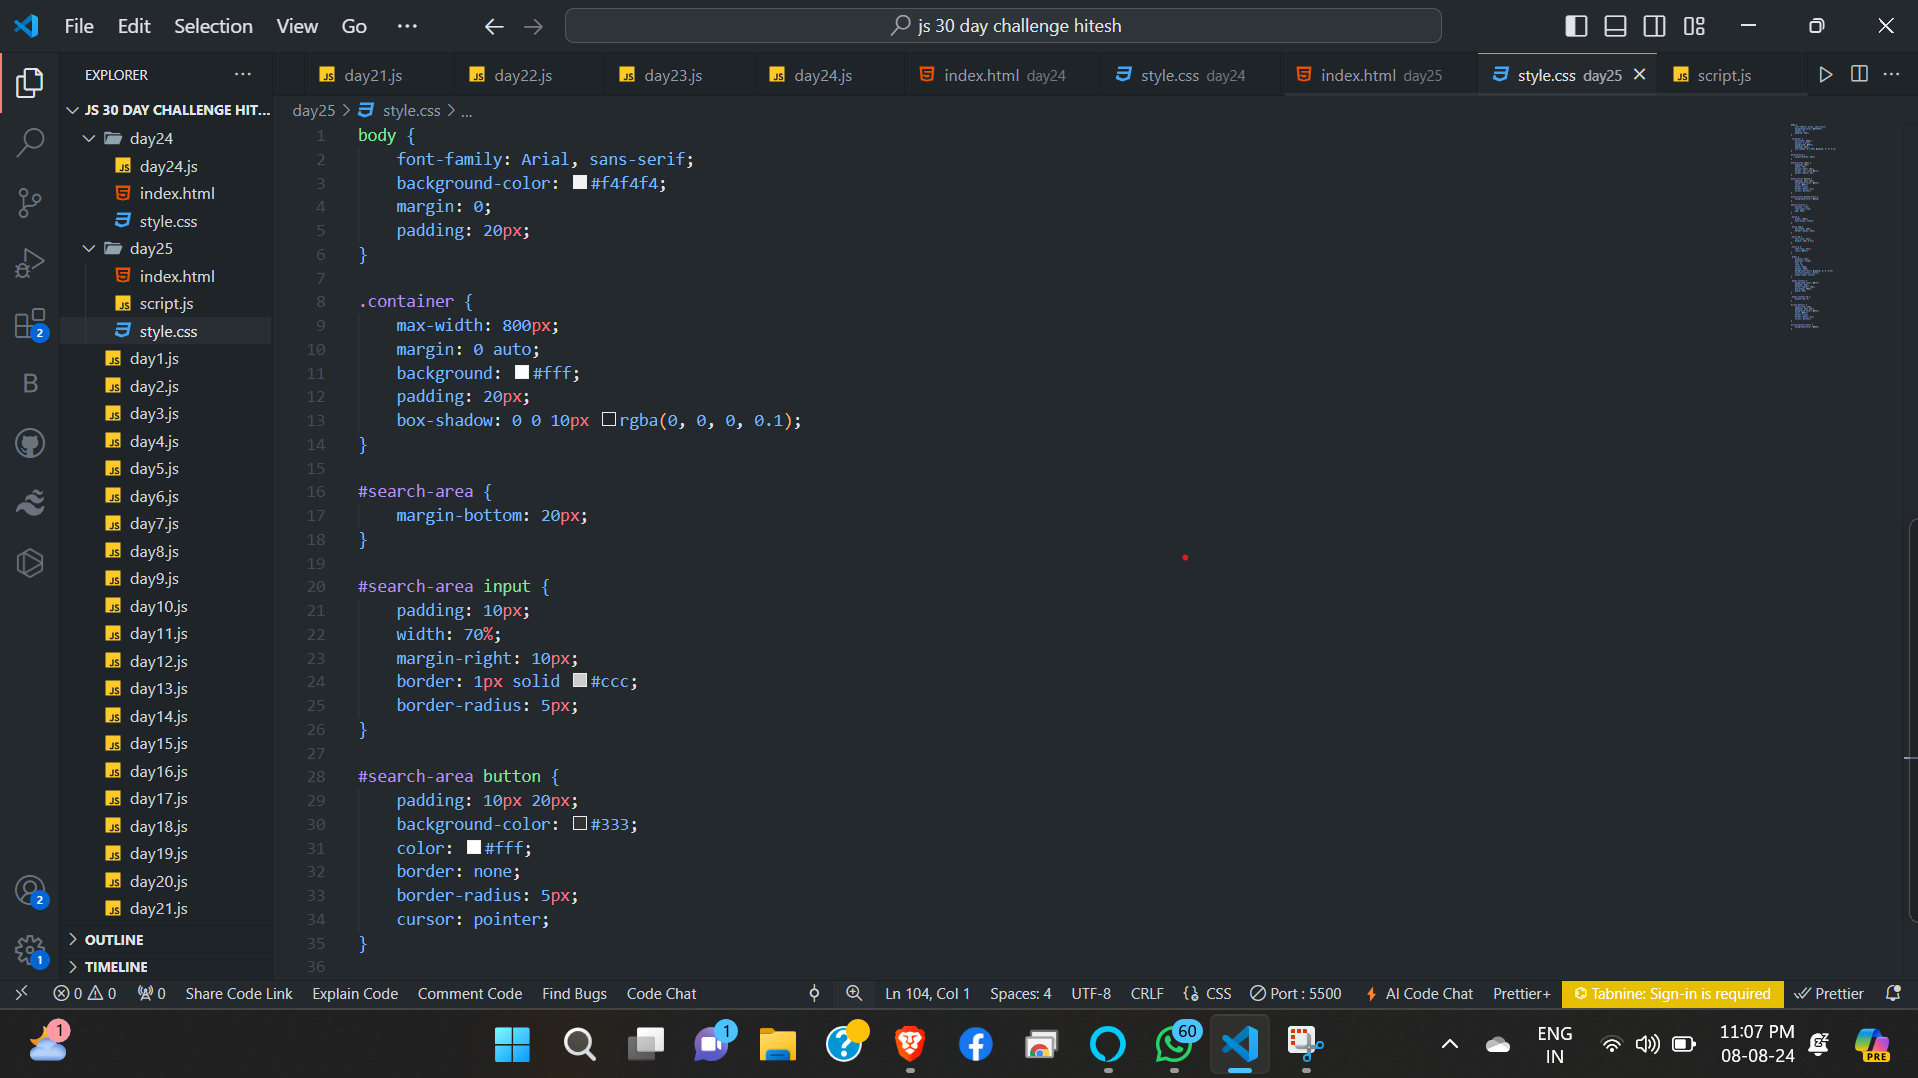 File Edit Selection View Go ···
js 30 day challenge hitesh
EXPLORER ···
JS 30 DAY CHALLENGE HIT...
day24
day24.js
index.html
style.css
day25
index.html
script.js
style.css
day1.js
day2.js
day3.js
day4.js
day5.js
day6.js
day7.js
day8.js
day9.js
day10.js
day11.js
day12.js
day13.js
day14.js
day15.js
day16.js
day17.js
day18.js
day19.js
day20.js
day21.js
OUTLINE
TIMELINE
day21.js day22.js day23.js day24.js index.html day24 style.css day24 index.html day25 style.css day25 script.js
day25 > style.css > ...
1 body {
2 font-family: Arial, sans-serif;
3 background-color: #f4f4f4;
4 margin: 0;
5 padding: 20px;
6 }
7
8 .container {
9 max-width: 800px;
10 margin: 0 auto;
11 background: #fff;
12 padding: 20px;
13 box-shadow: 0 0 10px rgba(0, 0, 0, 0.1);
14 }
15
16 #search-area {
17 margin-bottom: 20px;
18 }
19
20 #search-area input {
21 padding: 10px;
22 width: 70%;
23 margin-right: 10px;
24 border: 1px solid #ccc;
25 border-radius: 5px;
26 }
27
28 #search-area button {
29 padding: 10px 20px;
30 background-color: #333;
31 color: #fff;
32 border: none;
33 border-radius: 5px;
34 cursor: pointer;
35 }
36
2
B
2
1
0 0 0 Share Code Link Explain Code Comment Code Find Bugs Code Chat Ln 104, Col 1 Spaces: 4 UTF-8 CRLF CSS Port : 5500 AI Code Chat Prettier+ Tabnine: Sign-in is required Prettier
1
1
60
ENG
IN
11:07 PM
08-08-24
PRE